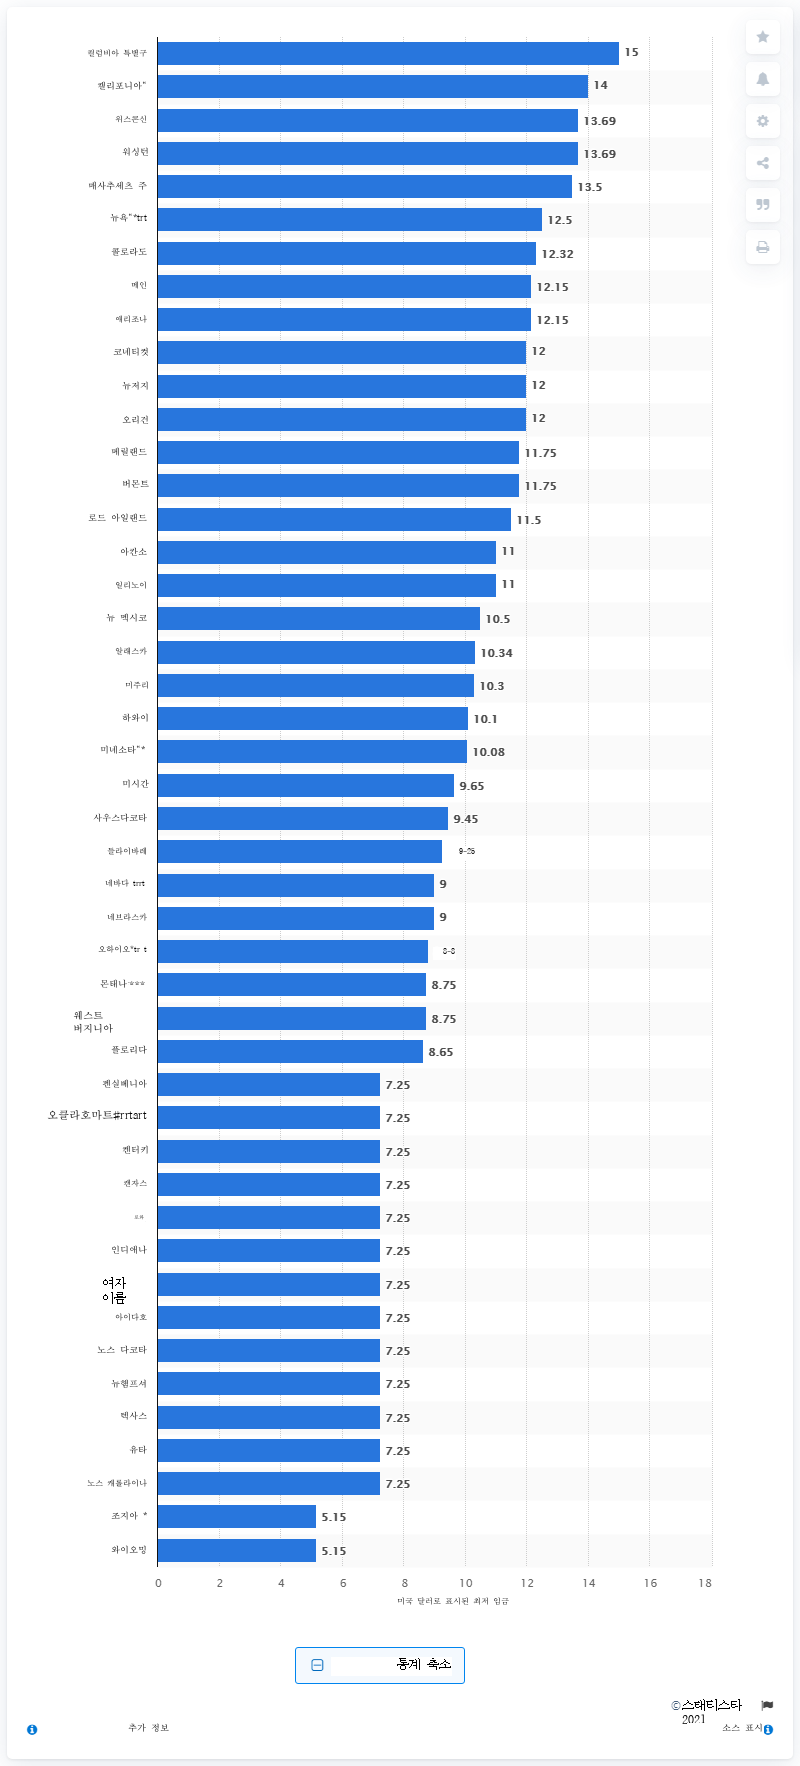 컬럼비아 특별구 15
캘리포니아" 14
위스콘신 13.69
워싱턴 13.69
매사추세츠 주 13.5
뉴욕"*trt 12.5
콜로라도 12.32
메인 12.15
애리조나 12.15
코네티컷 12
뉴저지 12
오리건 12
메릴랜드 11.75
버몬트 11.75
로드 아일랜드 11.5
아칸소 11
일리노이 11
뉴 멕시코 10.5
알래스카 10.34
미주리 10.3
하와이 10.1
미네소타"* 10.08
미시간 9.65
사우스다코타 9.45
9-25
네바다 trrt 9
네브라스카 9
오하이오*tr t 8-8
몬태나*** 8.75
웨스트
버지니아 8.75
플로리다 8.65
펜실베니아 7.25
오클라호마트#rrtart 7.25
켄터키 7.25
캔자스 7.25
7.25
인디애나 7.25
여자
이름 7.25
아이다호 7.25
노스 다코타 7.25
뉴햄프셔 7.25
텍사스 7.25
유타 7.25
노스 캐롤라이나 7.25
조지아 * 5.15
와이오밍 5.15
0 2 4 6 8 10 12 14 16 18
미국 달러로 표시된 최저 임금
통계 축소
©스태티스타
2021
추가 정보 소스 표시